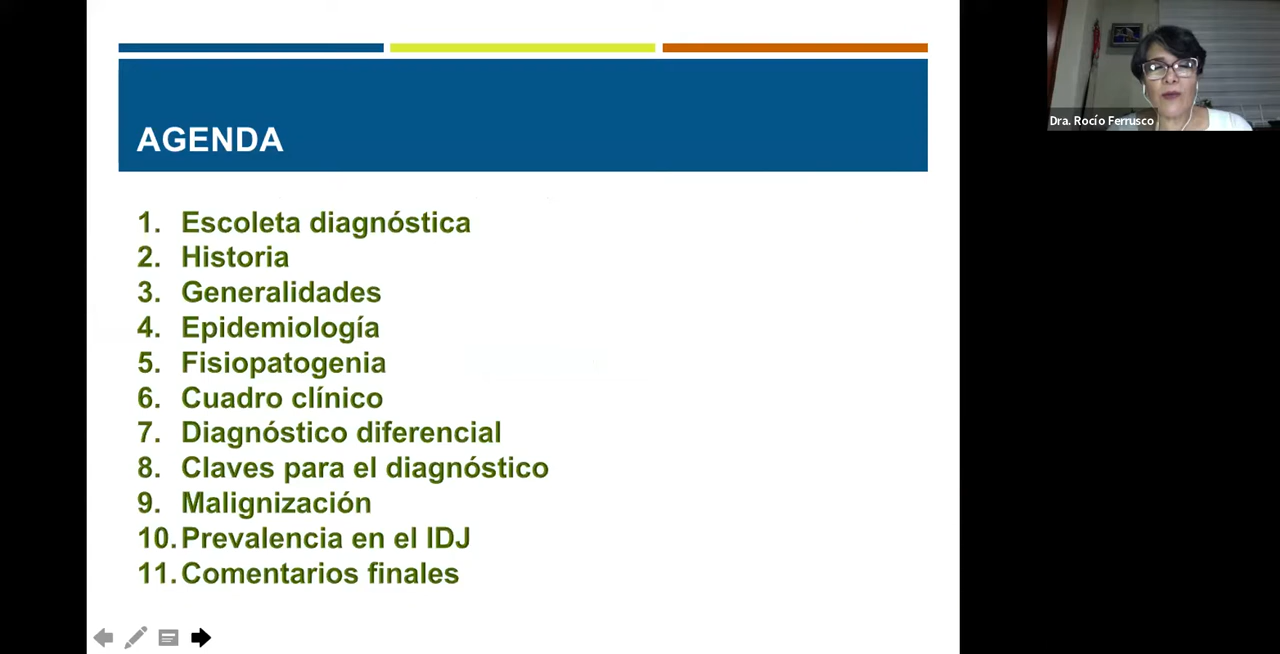 AGENDA
1. Escoleta diagnóstica
2. Historia
3. Generalidades
4. Epidemiología
5. Fisiopatogenia
6. Cuadro clínico
7. Diagnóstico diferencial
8. Claves para el diagnóstico
9. Malignización
10. Prevalencia en el IDJ
11. Comentarios finales
Dra. Rocío Ferrusco